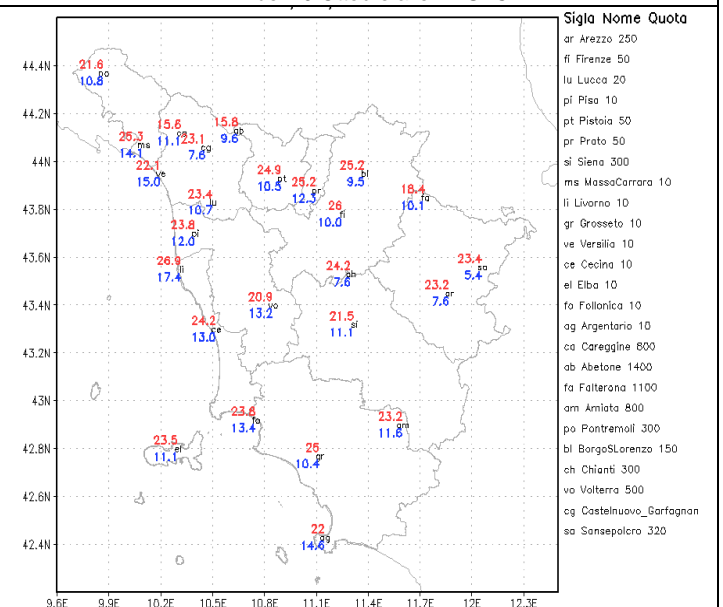 Sigla Nome Quota
ar Arezzo 250
fi Firenze 50
lu Lucca 20
pi Pisa 10
pt Pistoia 50
pr Prato 50
si Siena 300
ms MassaCarrara 10
li Livorno 10
gr Grosseto 10
ve Versilia 10
ce Cecina 10
el Elba 10
fo Follonica 10
ag Argentario 10
ca Careggine 800
ab Abetone 1400
fa Falterona 1100
am Amiata 800
po Pontremoli 300
bl BorgoSLorenzo 150
ch Chianti 300
vo Volterra 500
cg Castelnuovo_Garfagnan
sa Sansepolcro 320
44.4N
44.2N
44N
43.8N
43.6N
43.4N
43.2N
43N
42.8N
42.6N
42.4N
21.6
po
10.8
15.6
ca
11.1
15.8
ab
9.6
23.1
cg
7.6
25.3
ms
14.1
22.1
ve
15.0
24.9
pt
10.5
25.2
pr
12.3
25.2
bl
9.5
26
fi
10.0
18.4
fa
10.1
23.4
lu
10.7
23.8
pi
12.0
26.9
li
17.4
24.2
ch
7.6
23.4
sa
5.4
23.2
ar
7.6
20.9
vo
13.2
21.5
si
11.1
24.2
ce
13.0
23.8
fo
13.4
23.2
am
11.6
23.5
el
11.1
25
gr
10.4
22
ag
14.6
9.6E 9.9E 10.2E 10.5E 10.8E 11.1E 11.4E 11.7E 12E 12.3E